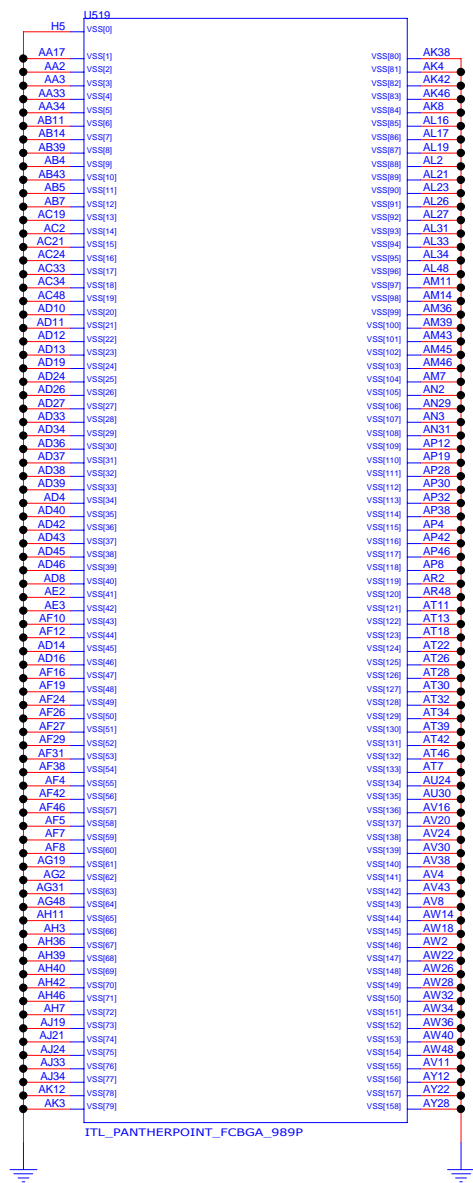 U519
H5 VSS[0]
AA17 VSS[1] VSS[80] AK38
AA2 VSS[2] VSS[81] AK4
AA3 VSS[3] VSS[82] AK42
AA33 VSS[4] VSS[83] AK46
AA34 VSS[5] VSS[84] AK8
AB11 VSS[6] VSS[85] AL16
AB14 VSS[7] VSS[86] AL17
AB39 VSS[8] VSS[87] AL19
AB4 VSS[9] VSS[88] AL2
AB43 VSS[10] VSS[89] AL21
AB5 VSS[11] VSS[90] AL23
AB7 VSS[12] VSS[91] AL26
AC19 VSS[13] VSS[92] AL27
AC2 VSS[14] VSS[93] AL31
AC21 VSS[15] VSS[94] AL33
AC24 VSS[16] VSS[95] AL34
AC33 VSS[17] VSS[96] AL48
AC34 VSS[18] VSS[97] AM11
AC48 VSS[19] VSS[98] AM14
AD10 VSS[20] VSS[99] AM36
AD11 VSS[21] VSS[100] AM39
AD12 VSS[22] VSS[101] AM43
AD13 VSS[23] VSS[102] AM45
AD19 VSS[24] VSS[103] AM46
AD24 VSS[25] VSS[104] AM7
AD26 VSS[26] VSS[105] AN2
AD27 VSS[27] VSS[106] AN29
AD33 VSS[28] VSS[107] AN3
AD34 VSS[29] VSS[108] AN31
AD36 VSS[30] VSS[109] AP12
AD37 VSS[31] VSS[110] AP19
AD38 VSS[32] VSS[111] AP28
AD39 VSS[33] VSS[112] AP30
AD4 VSS[34] VSS[113] AP32
AD40 VSS[35] VSS[114] AP38
AD42 VSS[36] VSS[115] AP4
AD43 VSS[37] VSS[116] AP42
AD45 VSS[38] VSS[117] AP46
AD46 VSS[39] VSS[118] AP8
AD8 VSS[40] VSS[119] AR2
AE2 VSS[41] VSS[120] AR48
AE3 VSS[42] VSS[121] AT11
AF10 VSS[43] VSS[122] AT13
AF12 VSS[44] VSS[123] AT18
AD14 VSS[45] VSS[124] AT22
AD16 VSS[46] VSS[125] AT26
AF16 VSS[47] VSS[126] AT28
AF19 VSS[48] VSS[127] AT30
AF24 VSS[49] VSS[128] AT32
AF26 VSS[50] VSS[129] AT34
AF27 VSS[51] VSS[130] AT39
AF29 VSS[52] VSS[131] AT42
AF31 VSS[53] VSS[132] AT46
AF38 VSS[54] VSS[133] AT7
AF4 VSS[55] VSS[134] AU24
AF42 VSS[56] VSS[135] AU30
AF46 VSS[57] VSS[136] AV16
AF5 VSS[58] VSS[137] AV20
AF7 VSS[59] VSS[138] AV24
AF8 VSS[60] VSS[139] AV30
AG19 VSS[61] VSS[140] AV38
AG2 VSS[62] VSS[141] AV4
AG31 VSS[63] VSS[142] AV43
AG48 VSS[64] VSS[143] AV8
AH11 VSS[65] VSS[144] AW14
AH3 VSS[66] VSS[145] AW18
AH36 VSS[67] VSS[146] AW2
AH39 VSS[68] VSS[147] AW22
AH40 VSS[69] VSS[148] AW26
AH42 VSS[70] VSS[149] AW28
AH46 VSS[71] VSS[150] AW32
AH7 VSS[72] VSS[151] AW34
AJ19 VSS[73] VSS[152] AW36
AJ21 VSS[74] VSS[153] AW40
AJ24 VSS[75] VSS[154] AW48
AJ33 VSS[76] VSS[155] AV11
AJ34 VSS[77] VSS[156] AY12
AK12 VSS[78] VSS[157] AY22
AK3 VSS[79] VSS[158] AY28
ITL_PANTHERPOINT_FCBGA_989P